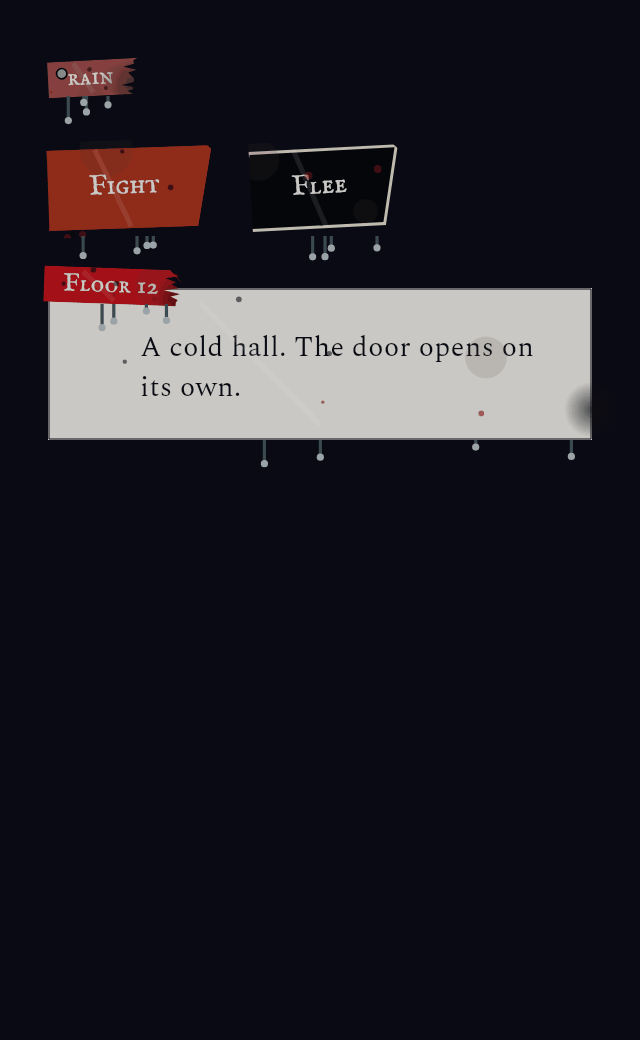 RAIN
FIGHT
FLEE
FLOOR 12
A cold hall. The door opens on
its own.